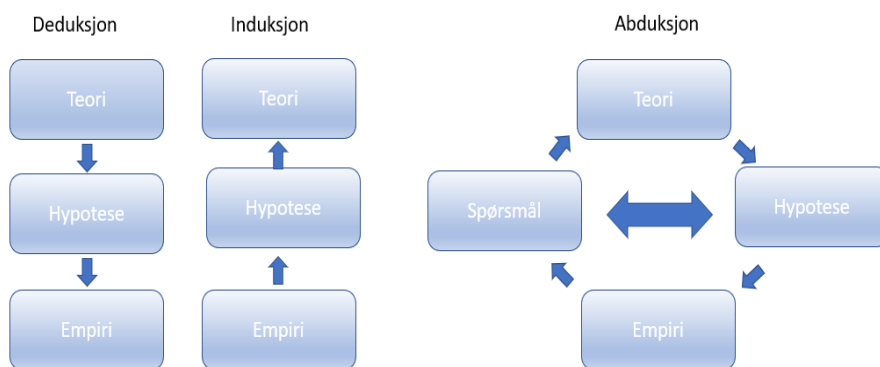 Deduksjon
Teori
Hypotese
Empiri
Induksjon
Teori
Hypotese
Empiri
Abduksjon
Teori
Spørsmål
Hypotese
Empiri